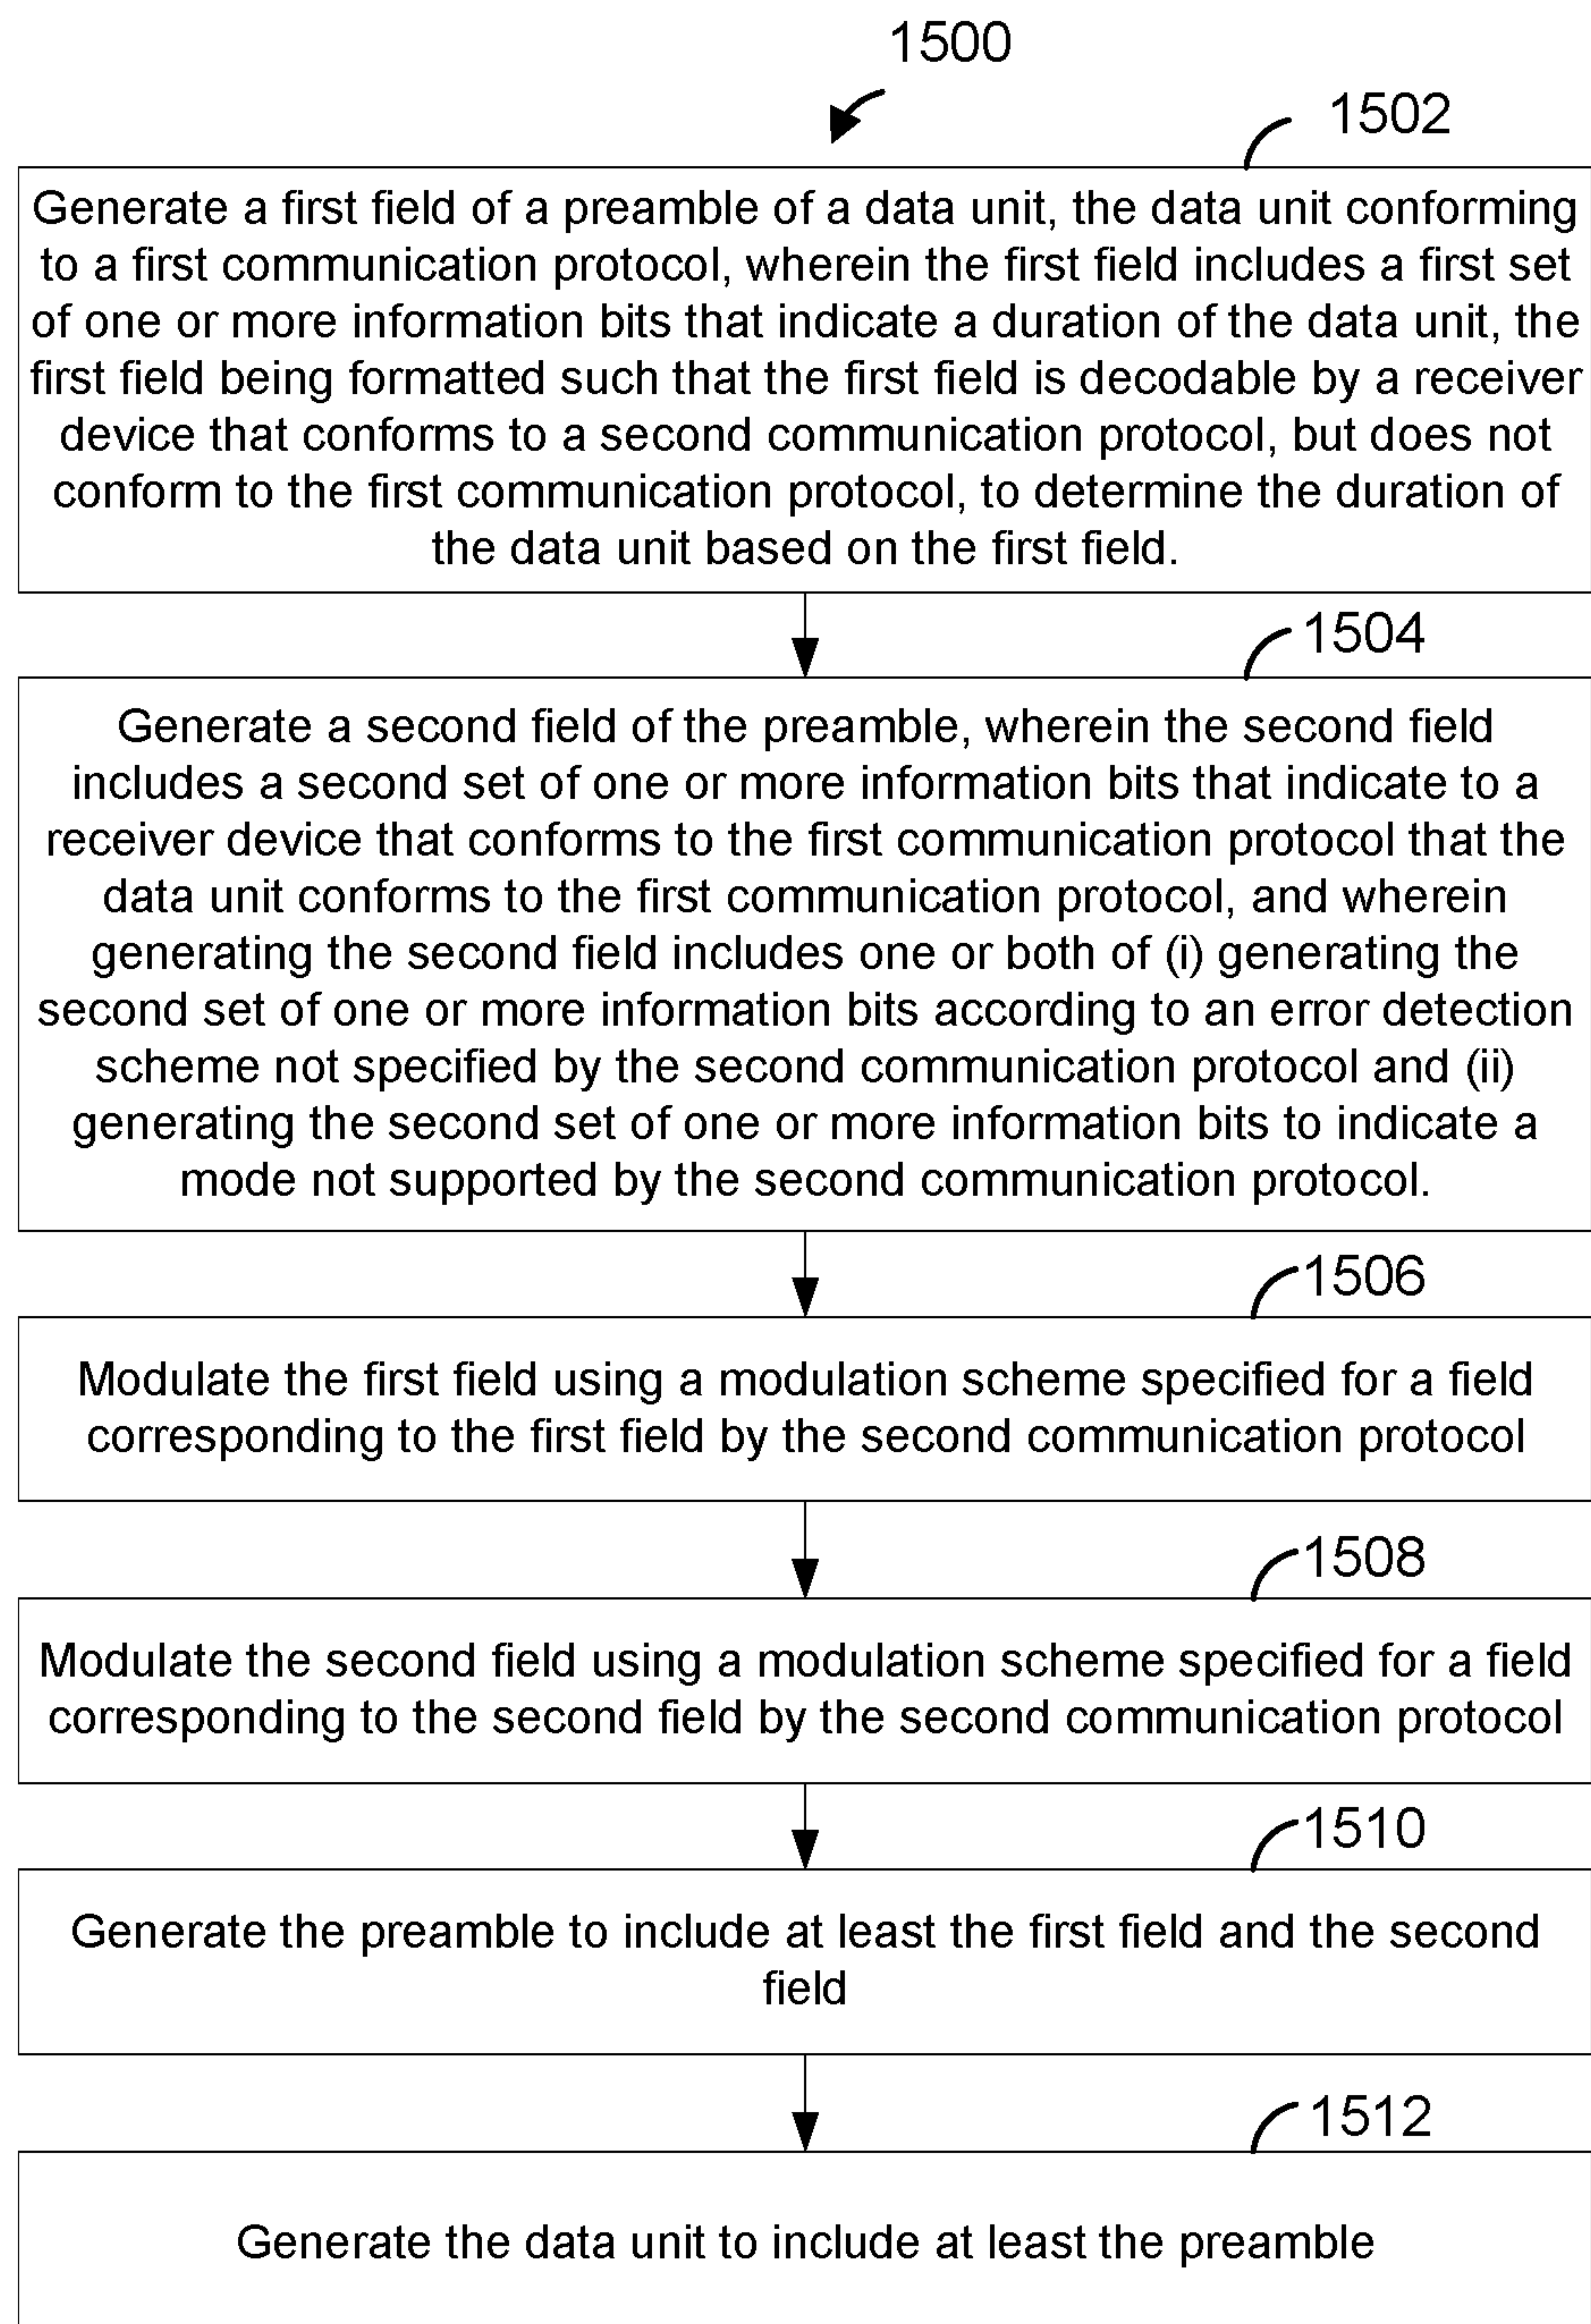 1500
1502
Generate a first field of a preamble of a data unit, the data unit conforming
to a first communication protocol, wherein the first field includes a first set
of one or more information bits that indicate a duration of the data unit, the
first field being formatted such that the first field is decodable by a receiver
device that conforms to a second communication protocol, but does not
conform to the first communication protocol, to determine the duration of
the data unit based on the first field.
1504
Generate a second field of the preamble, wherein the second field
includes a second set of one or more information bits that indicate to a
receiver device that conforms to the first communication protocol that the
data unit conforms to the first communication protocol, and wherein
generating the second field includes one or both of (i) generating the
second set of one or more information bits according to an error detection
scheme not specified by the second communication protocol and (ii)
generating the second set of one or more information bits to indicate a
mode not supported by the second communication protocol.
1506
Modulate the first field using a modulation scheme specified for a field
corresponding to the first field by the second communication protocol
1508
Modulate the second field using a modulation scheme specified for a field
corresponding to the second field by the second communication protocol
1510
Generate the preamble to include at least the first field and the second
field
1512
Generate the data unit to include at least the preamble